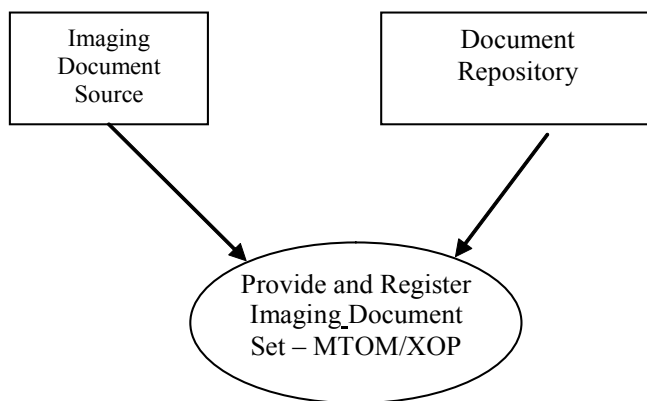 Imaging
Document
Source
Document
Repository
Provide and Register
Imaging Document
Set – MTOM/XOP